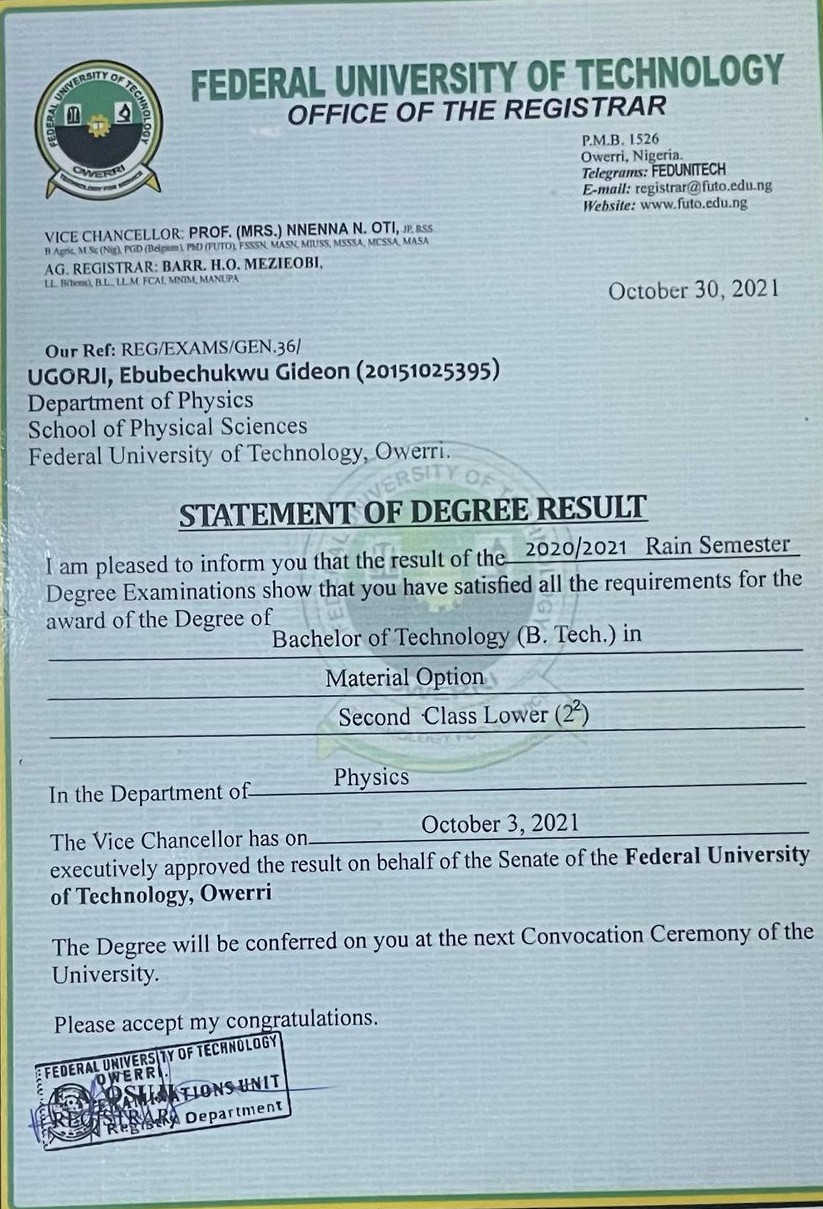 FEDERAL UNIVERSITY OF TECHNOLOGY
OFFICE OF THE REGISTRAR
FEDERAL UNIVERSITY OF TECHNOLOGY
OWERRI
TECHNOLOGY FOR SERVICE
P.M.B. 1526
Owerri, Nigeria.
Telegrams: FEDUNITECH
E-mail: registrar@futo.edu.ng
Website: www.futo.edu.ng
VICE CHANCELLOR: PROF. (MRS.) NNENNA N. OTI, JP, RSS
B Agric, M Sc (Nig), PGD (Belgium), PhD (FUTO), FSSSN, MASN, MIUSS, MSSSA, MCSSA, MASA
AG. REGISTRAR: BARR. H.O. MEZIEOBI,
LL. B(hons), B.L., LL.M FCAI, MNIM, MANUPA
October 30, 2021
Our Ref: REG/EXAMS/GEN.36/
UGORJI, Ebubechukwu Gideon (20151025395)
Department of Physics
School of Physical Sciences
Federal University of Technology, Owerri.
STATEMENT OF DEGREE RESULT
I am pleased to inform you that the result of the 2020/2021 Rain Semester
Degree Examinations show that you have satisfied all the requirements for the
award of the Degree of
Bachelor of Technology (B. Tech.) in
Material Option
Second Class Lower (2²)
In the Department of Physics
The Vice Chancellor has on October 3, 2021
executively approved the result on behalf of the Senate of the Federal University
of Technology, Owerri
The Degree will be conferred on you at the next Convocation Ceremony of the
University.
Please accept my congratulations.
FEDERAL UNIVERSITY OF TECHNOLOGY
OWERRI.
EXAMINATIONS UNIT
Registry Department